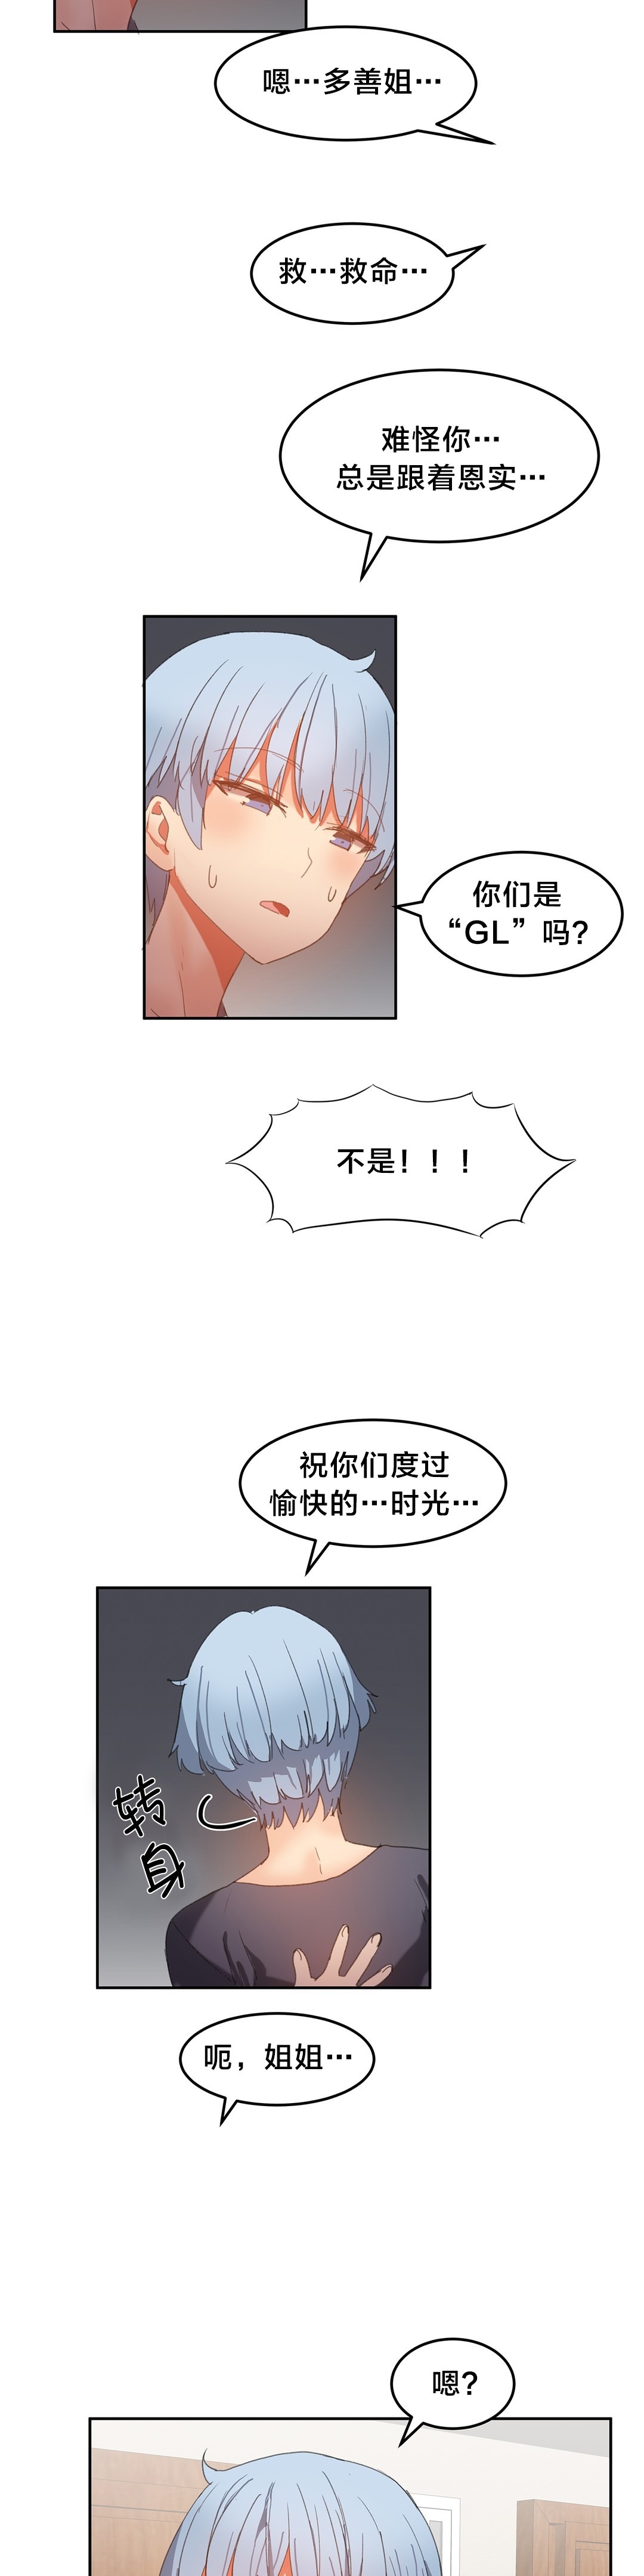 嗯…多善姐…
救…救命…
难怪你…
总是跟着恩实…
你们是
“GL”吗?
不是！！！
祝你们度过
愉快的…时光…
转
身
呃，姐姐…
嗯?